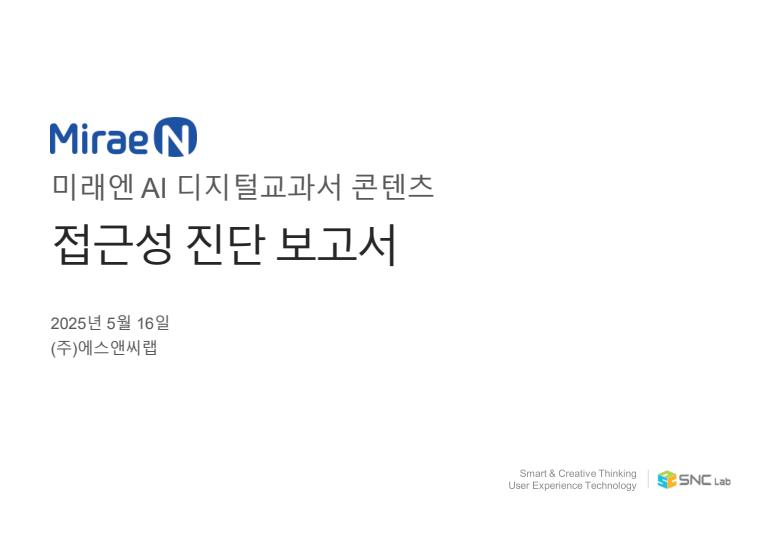 Mirae N
미래엔 AI 디지털교과서 콘텐츠
접근성 진단 보고서
2025년 5월 16일
(주)에스앤씨랩
Smart & Creative Thinking
User Experience Technology
SNC Lab